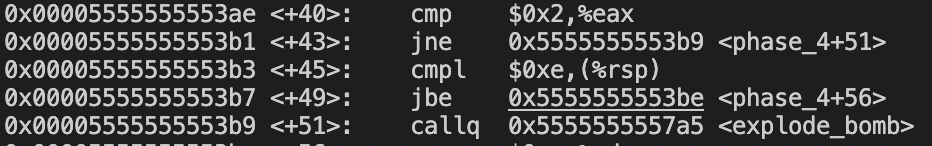 0x00005555555553ae <+40>: cmp $0x2,%eax
0x00005555555553b1 <+43>: jne 0x5555555553b9 <phase_4+51>
0x00005555555553b3 <+45>: cmpl $0xe,(%rsp)
0x00005555555553b7 <+49>: jbe 0x5555555553be <phase_4+56>
0x00005555555553b9 <+51>: callq 0x5555555557a5 <explode_bomb>